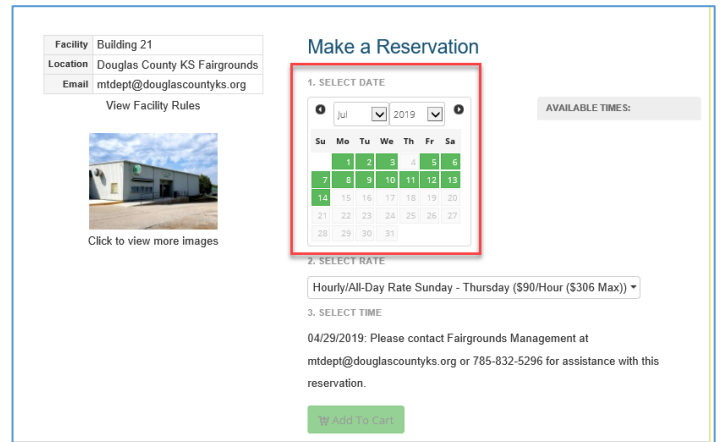 Facility Building 21
Location Douglas County KS Fairgrounds
Email mtdept@douglascountyks.org
View Facility Rules
Click to view more images
Make a Reservation
1. SELECT DATE
Jul 2019
Su Mo Tu We Th Fr Sa
1 2 3 4 5 6
7 8 9 10 11 12 13
14 15 16 17 18 19 20
21 22 23 24 25 26 27
28 29 30 31
2. SELECT RATE
Hourly/All-Day Rate Sunday - Thursday ($90/Hour ($306 Max))
3. SELECT TIME
04/29/2019: Please contact Fairgrounds Management at
mtdept@douglascountyks.org or 785-832-5296 for assistance with this
reservation.
Add To Cart
AVAILABLE TIMES: